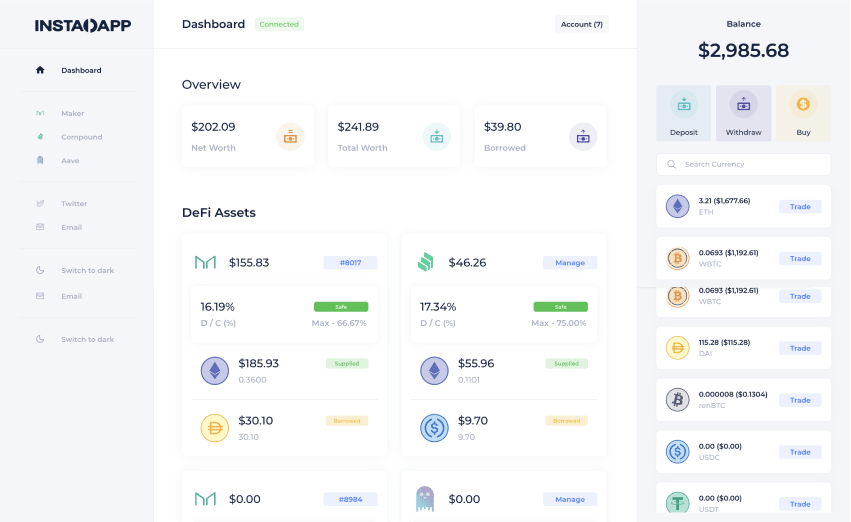 INSTADAPP
Dashboard
Maker
Compound
Aave
Twitter
Email
Switch to dark
Email
Switch to dark
Dashboard
Connected
Account (7)
Overview
$202.09
Net Worth
$241.89
Total Worth
$39.80
Borrowed
DeFi Assets
$155.83
#8017
16.19%
Safe
D / C (%)
Max - 66.67%
$185.93
Supplied
0.3600
$30.10
Borrowed
30.10
$46.26
Manage
17.34%
Safe
D / C (%)
Max - 75.00%
$55.96
Supplied
0.1101
$9.70
Borrowed
9.70
$0.00
#8984
$0.00
Manage
Balance
$2,985.68
Deposit
Withdraw
Buy
Search Currency
3.21 ($1,677.66)
ETH
Trade
0.0693 ($1,192.61)
WBTC
Trade
0.0693 ($1,192.61)
WBTC
Trade
115.28 ($115.28)
DAI
Trade
0.000008 ($0.1304)
renBTC
Trade
0.00 ($0.00)
USDC
Trade
0.00 ($0.00)
USDT
Trade